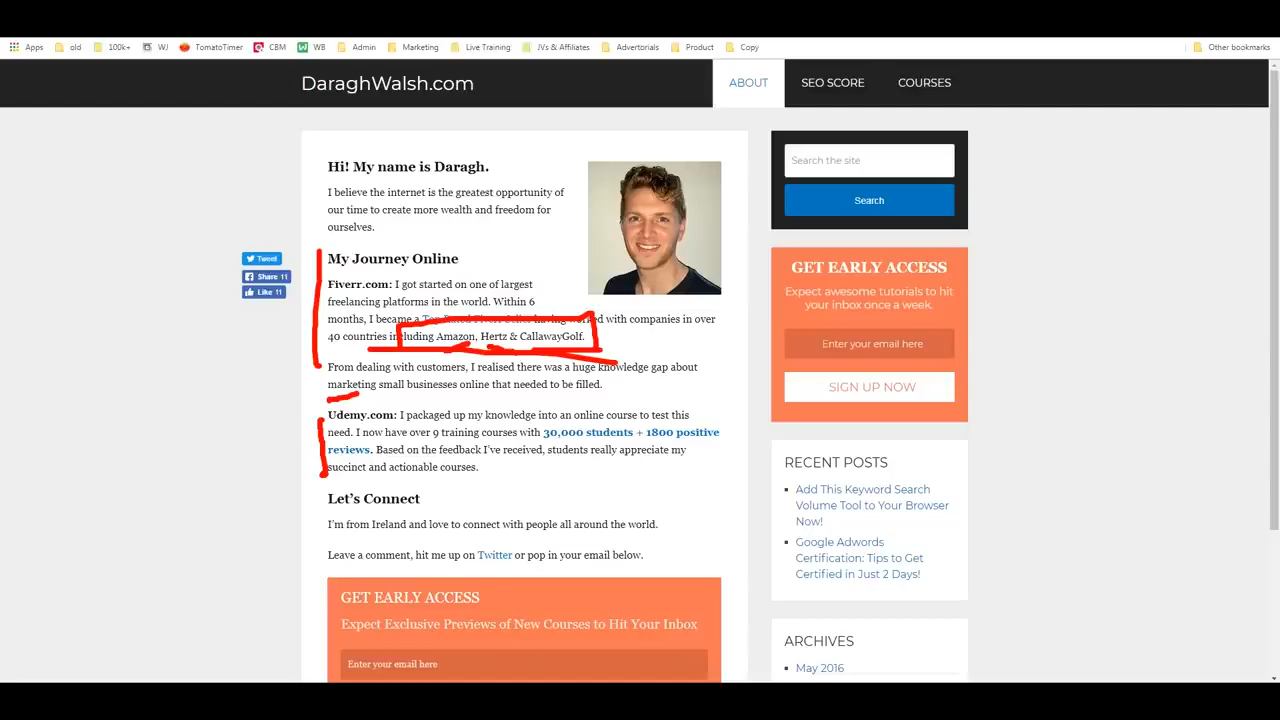 Apps old 100k+ WJ TomatoTimer CBM WB Admin Marketing Live Training JVs & Affiliates Advertorials Product Copy Other bookmarks
DaraghWalsh.com
ABOUT SEO SCORE COURSES
Hi! My name is Daragh.
I believe the internet is the greatest opportunity of
our time to create more wealth and freedom for
ourselves.
Tweet
Share 11
Like 11
My Journey Online
Fiverr.com: I got started on one of largest
freelancing platforms in the world. Within 6
months, I became a Top Rated Fiverr Seller having worked with companies in over
40 countries including Amazon, Hertz & CallawayGolf.
From dealing with customers, I realised there was a huge knowledge gap about
marketing small businesses online that needed to be filled.
Udemy.com: I packaged up my knowledge into an online course to test this
need. I now have over 9 training courses with 30,000 students + 1800 positive
reviews. Based on the feedback I've received, students really appreciate my
succinct and actionable courses.
Let's Connect
I'm from Ireland and love to connect with people all around the world.
Leave a comment, hit me up on Twitter or pop in your email below.
GET EARLY ACCESS
Expect Exclusive Previews of New Courses to Hit Your Inbox
Enter your email here
Search the site
Search
GET EARLY ACCESS
Expect awesome tutorials to hit
your inbox once a week.
Enter your email here
SIGN UP NOW
RECENT POSTS
Add This Keyword Search
Volume Tool to Your Browser
Now!
Google Adwords
Certification: Tips to Get
Certified in Just 2 Days!
ARCHIVES
May 2016